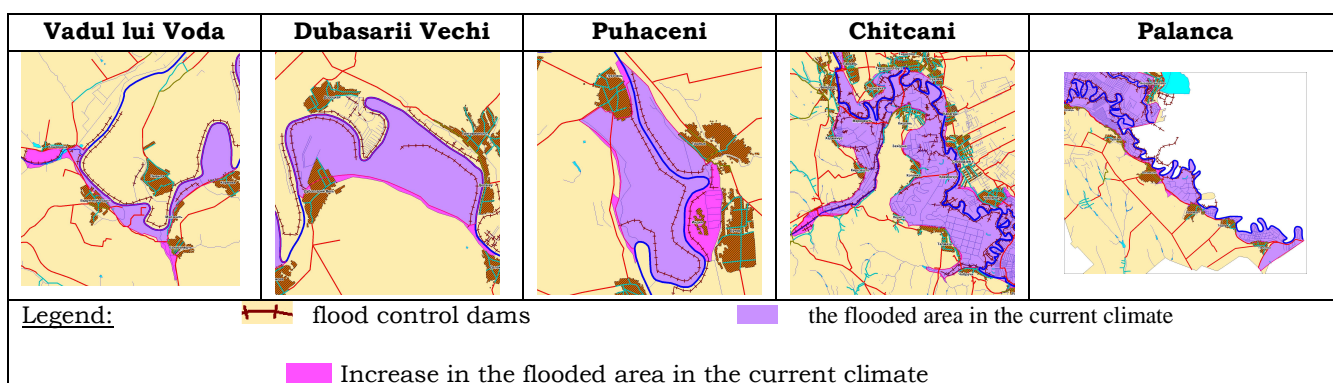 Vadul lui Voda Dubasarii Vechi Puhaceni Chitcani Palanca
Legend: flood control dams the flooded area in the current climate
Increase in the flooded area in the current climate